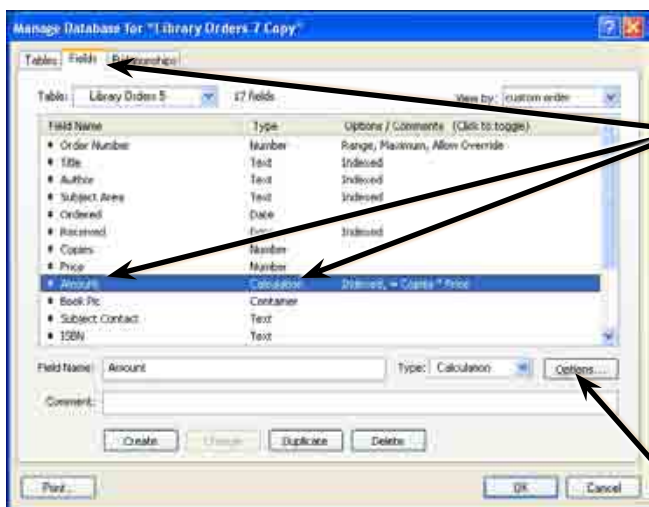 Manage Database for "Library Orders 7 Copy"
Tables Fields Relationships
Table: Library Orders 5 17 fields View by: custom order
Field Name Type Options / Comments (Click to toggle)
Order Number Number Range, Maximum, Allow Override
Title Text Indexed
Author Text Indexed
Subject Area Text Indexed
Ordered Date
Received Date Indexed
Copies Number
Price Number
Amount Calculation Indexed, = Copies * Price
Book Pic Container
Subject Contact Text
ISBN Text
Field Name: Amount Type: Calculation Options...
Comment:
Create Change Duplicate Delete
Print... OK Cancel